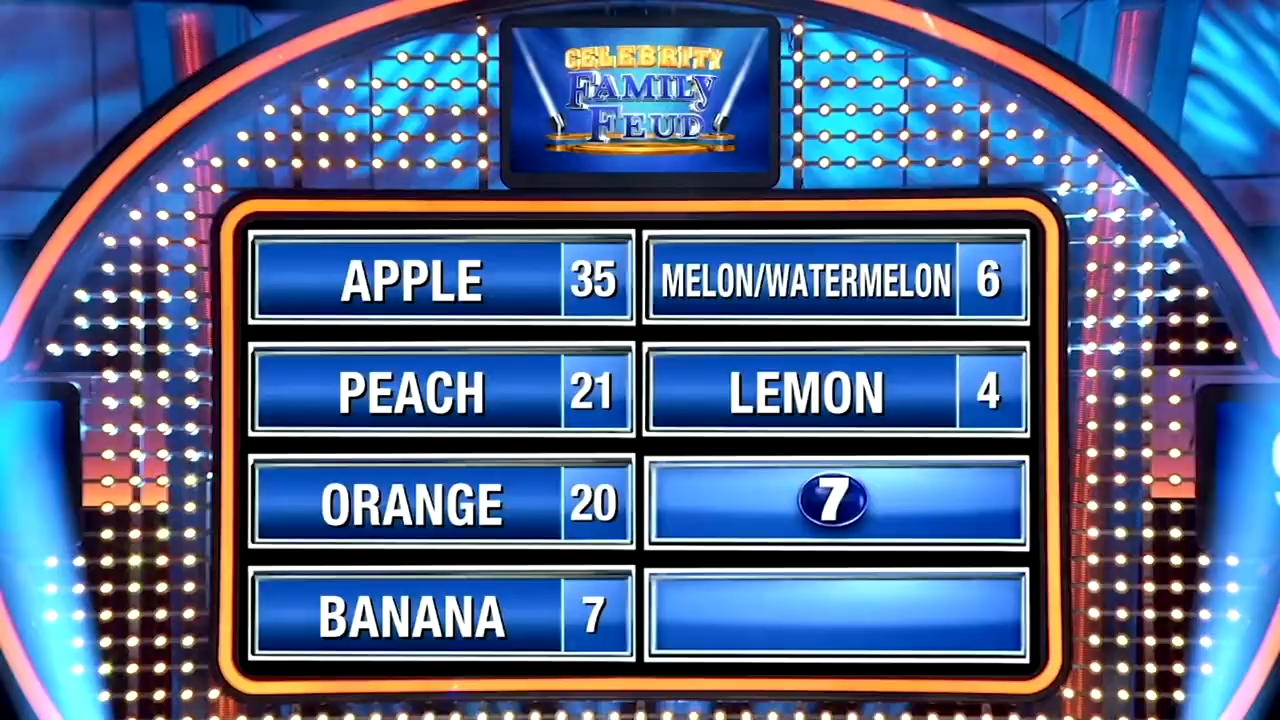 CELEBRITY
FAMILY
FEUD
APPLE 35
PEACH 21
ORANGE 20
BANANA 7
MELON/WATERMELON 6
LEMON 4
7